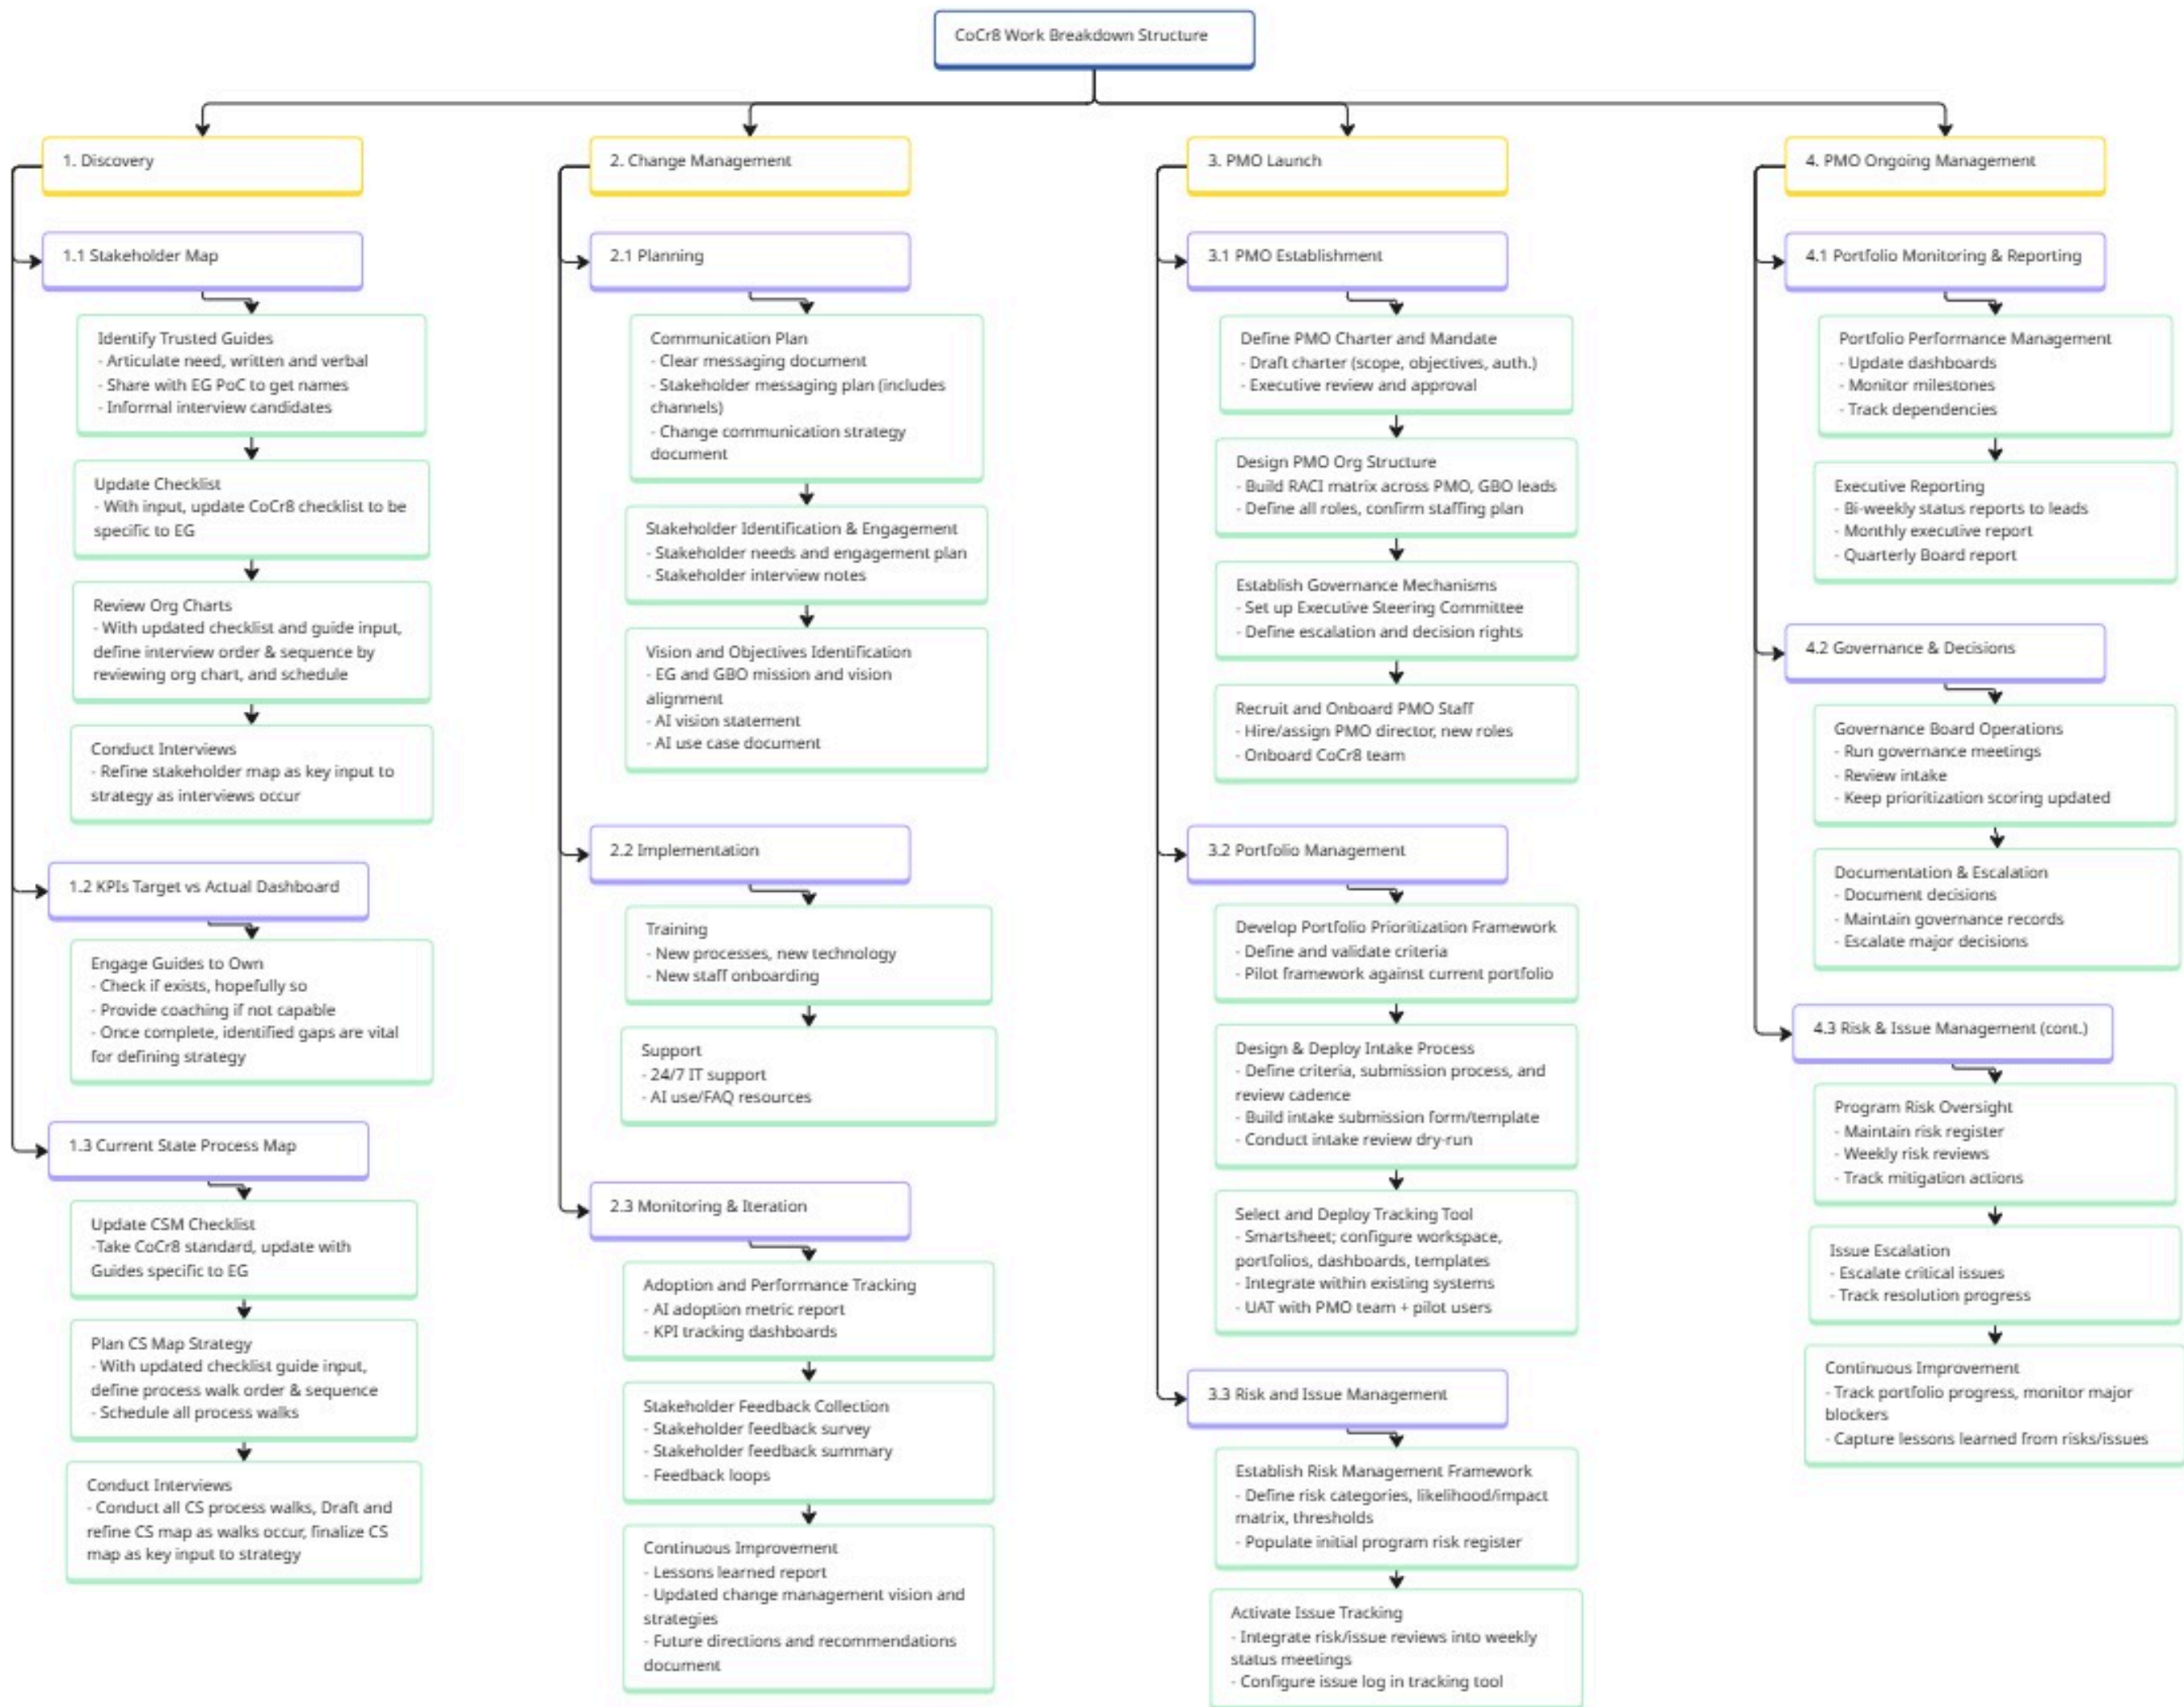 CoCr8 Work Breakdown Structure
1. Discovery
1.1 Stakeholder Map
Identify Trusted Guides
- Articulate need, written and verbal
- Share with EG PoC to get names
- Informal interview candidates
Update Checklist
- With input, update CoCr8 checklist to be
specific to EG
Review Org Charts
- With updated checklist and guide input,
define interview order & sequence by
reviewing org chart, and schedule
Conduct Interviews
- Refine stakeholder map as key input to
strategy as interviews occur
1.2 KPIs Target vs Actual Dashboard
Engage Guides to Own
- Check if exists, hopefully so
- Provide coaching if not capable
- Once complete, identified gaps are vital
for defining strategy
1.3 Current State Process Map
Update CSM Checklist
-Take CoCr8 standard, update with
Guides specific to EG
Plan CS Map Strategy
- With updated checklist guide input,
define process walk order & sequence
- Schedule all process walks
Conduct Interviews
- Conduct all CS process walks, Draft and
refine CS map as walks occur, finalize CS
map as key input to strategy
2. Change Management
2.1 Planning
Communication Plan
- Clear messaging document
- Stakeholder messaging plan (includes
channels)
- Change communication strategy
document
Stakeholder Identification & Engagement
- Stakeholder needs and engagement plan
- Stakeholder interview notes
Vision and Objectives Identification
- EG and GBO mission and vision
alignment
- AI vision statement
- AI use case document
2.2 Implementation
Training
- New processes, new technology
- New staff onboarding
Support
- 24/7 IT support
- AI use/FAQ resources
2.3 Monitoring & Iteration
Adoption and Performance Tracking
- AI adoption metric report
- KPI tracking dashboards
Stakeholder Feedback Collection
- Stakeholder feedback survey
- Stakeholder feedback summary
- Feedback loops
Continuous Improvement
- Lessons learned report
- Updated change management vision and
strategies
- Future directions and recommendations
document
3. PMO Launch
3.1 PMO Establishment
Define PMO Charter and Mandate
- Draft charter (scope, objectives, auth.)
- Executive review and approval
Design PMO Org Structure
- Build RACI matrix across PMO, GBO leads
- Define all roles, confirm staffing plan
Establish Governance Mechanisms
- Set up Executive Steering Committee
- Define escalation and decision rights
Recruit and Onboard PMO Staff
- Hire/assign PMO director, new roles
- Onboard CoCr8 team
3.2 Portfolio Management
Develop Portfolio Prioritization Framework
- Define and validate criteria
- Pilot framework against current portfolio
Design & Deploy Intake Process
- Define criteria, submission process, and
review cadence
- Build intake submission form/template
- Conduct intake review dry-run
Select and Deploy Tracking Tool
- Smartsheet; configure workspace,
portfolios, dashboards, templates
- Integrate within existing systems
- UAT with PMO team + pilot users
3.3 Risk and Issue Management
Establish Risk Management Framework
- Define risk categories, likelihood/impact
matrix, thresholds
- Populate initial program risk register
Activate Issue Tracking
- Integrate risk/issue reviews into weekly
status meetings
- Configure issue log in tracking tool
4. PMO Ongoing Management
4.1 Portfolio Monitoring & Reporting
Portfolio Performance Management
- Update dashboards
- Monitor milestones
- Track dependencies
Executive Reporting
- Bi-weekly status reports to leads
- Monthly executive report
- Quarterly Board report
4.2 Governance & Decisions
Governance Board Operations
- Run governance meetings
- Review intake
- Keep prioritization scoring updated
Documentation & Escalation
- Document decisions
- Maintain governance records
- Escalate major decisions
4.3 Risk & Issue Management (cont.)
Program Risk Oversight
- Maintain risk register
- Weekly risk reviews
- Track mitigation actions
Issue Escalation
- Escalate critical issues
- Track resolution progress
Continuous Improvement
- Track portfolio progress, monitor major
blockers
- Capture lessons learned from risks/issues